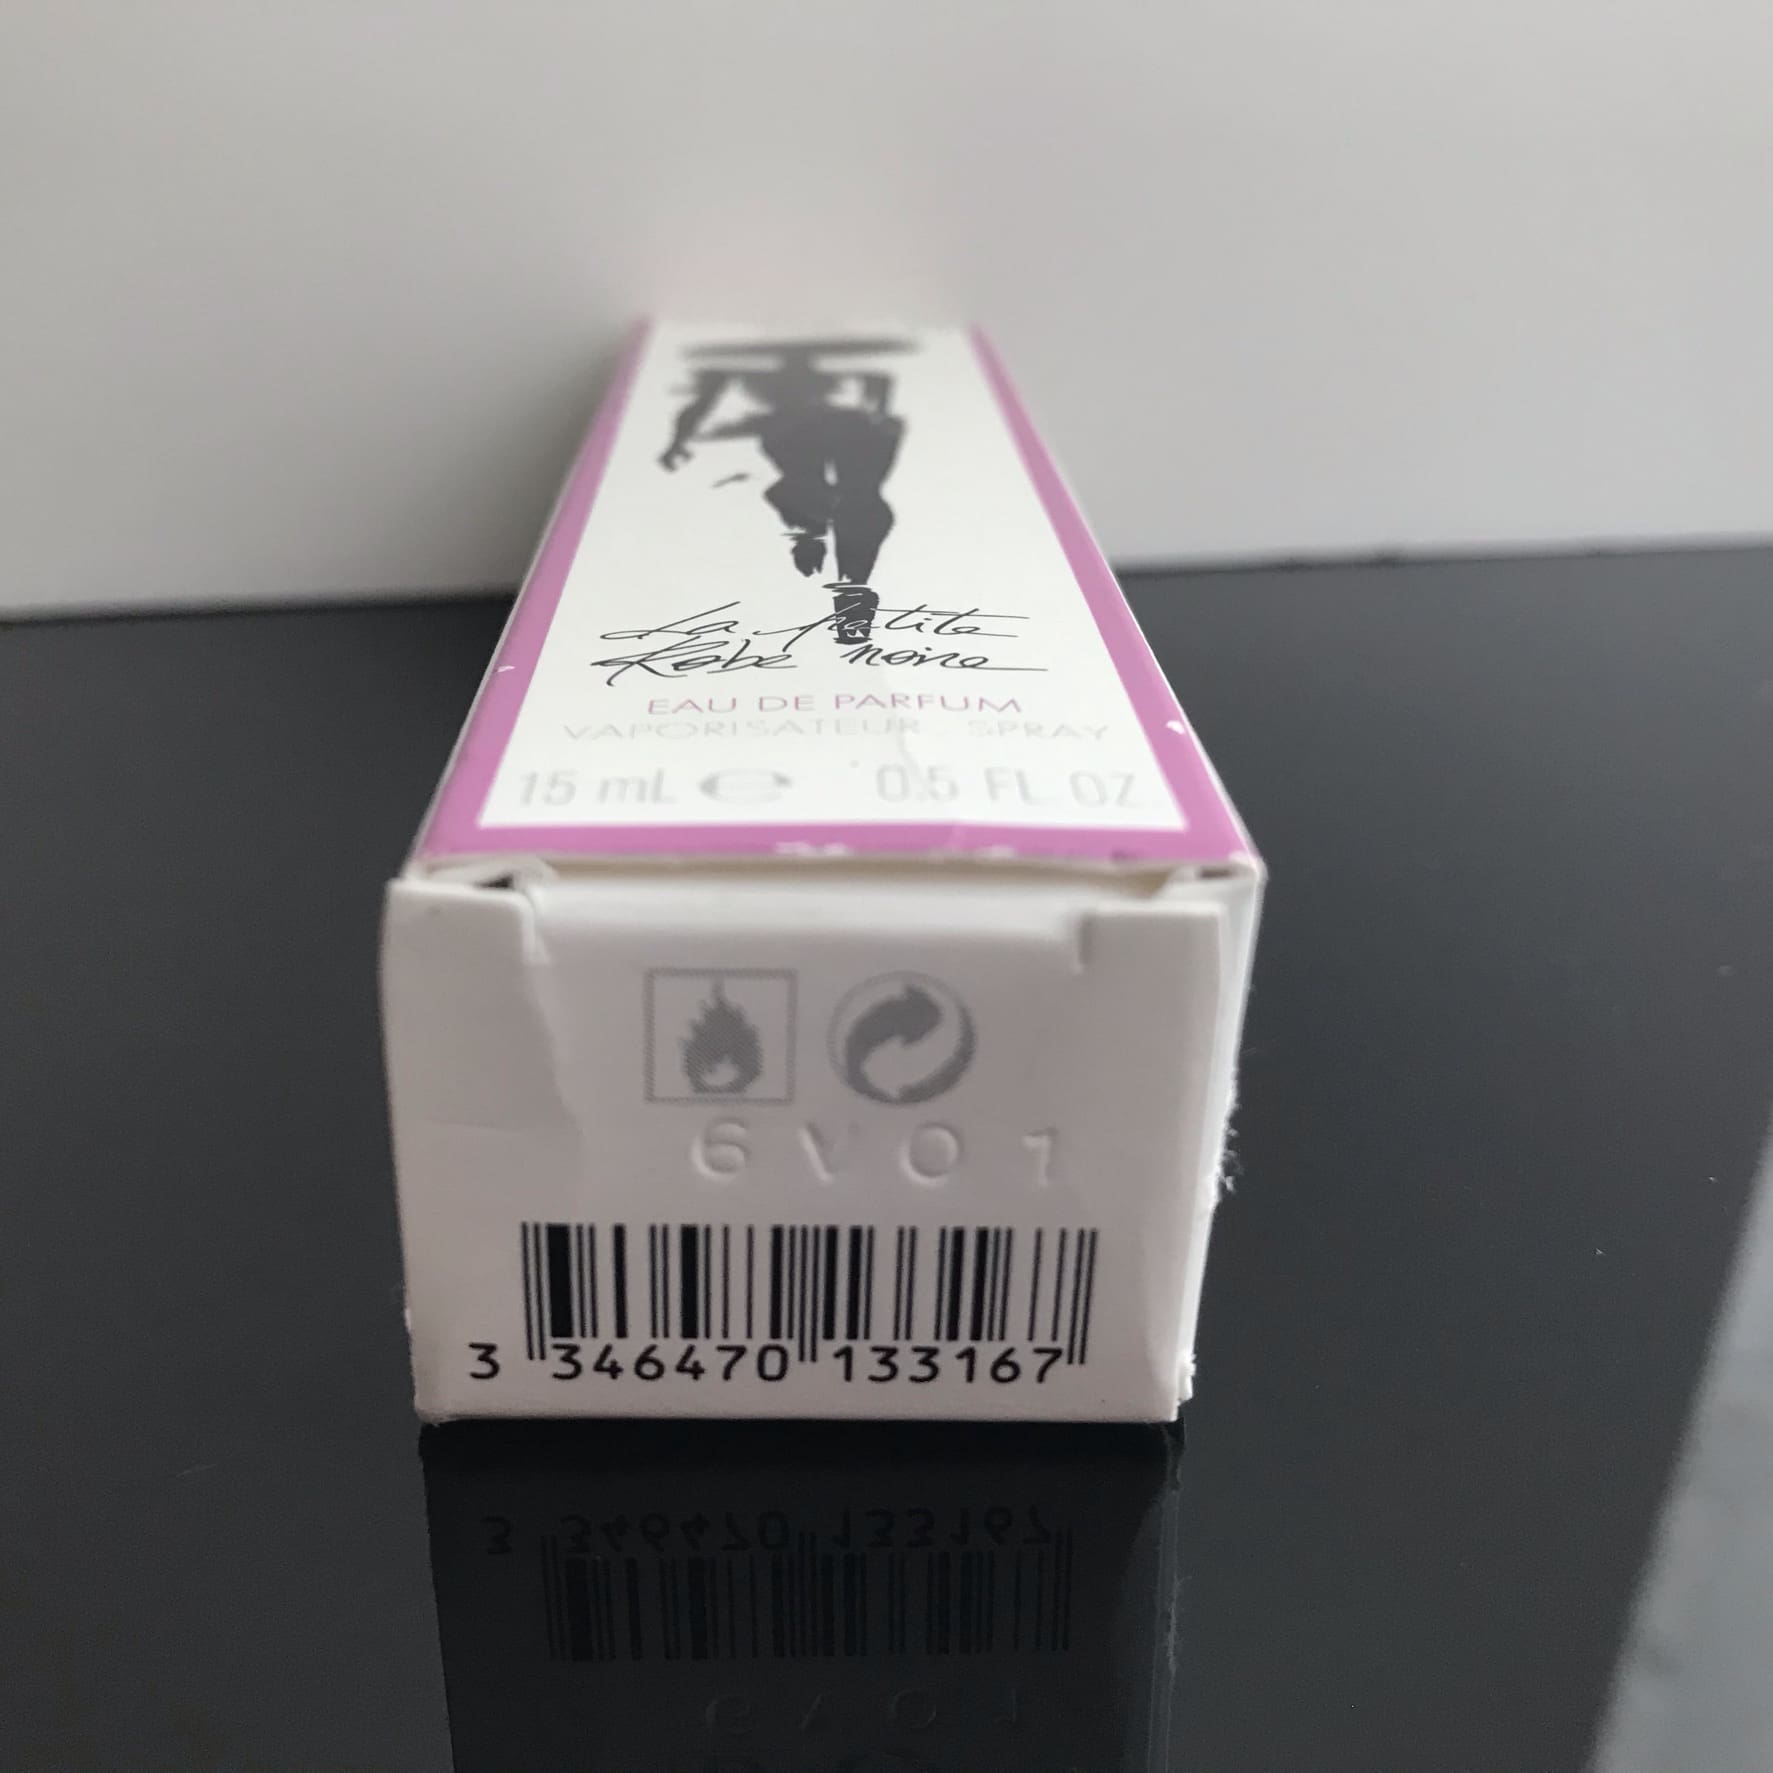 La petite
Robe noire
EAU DE PARFUM
VAPORISATEUR . SPRAY
15 mL ℮ 0.5 FL. OZ
6V01
3 346470 133167